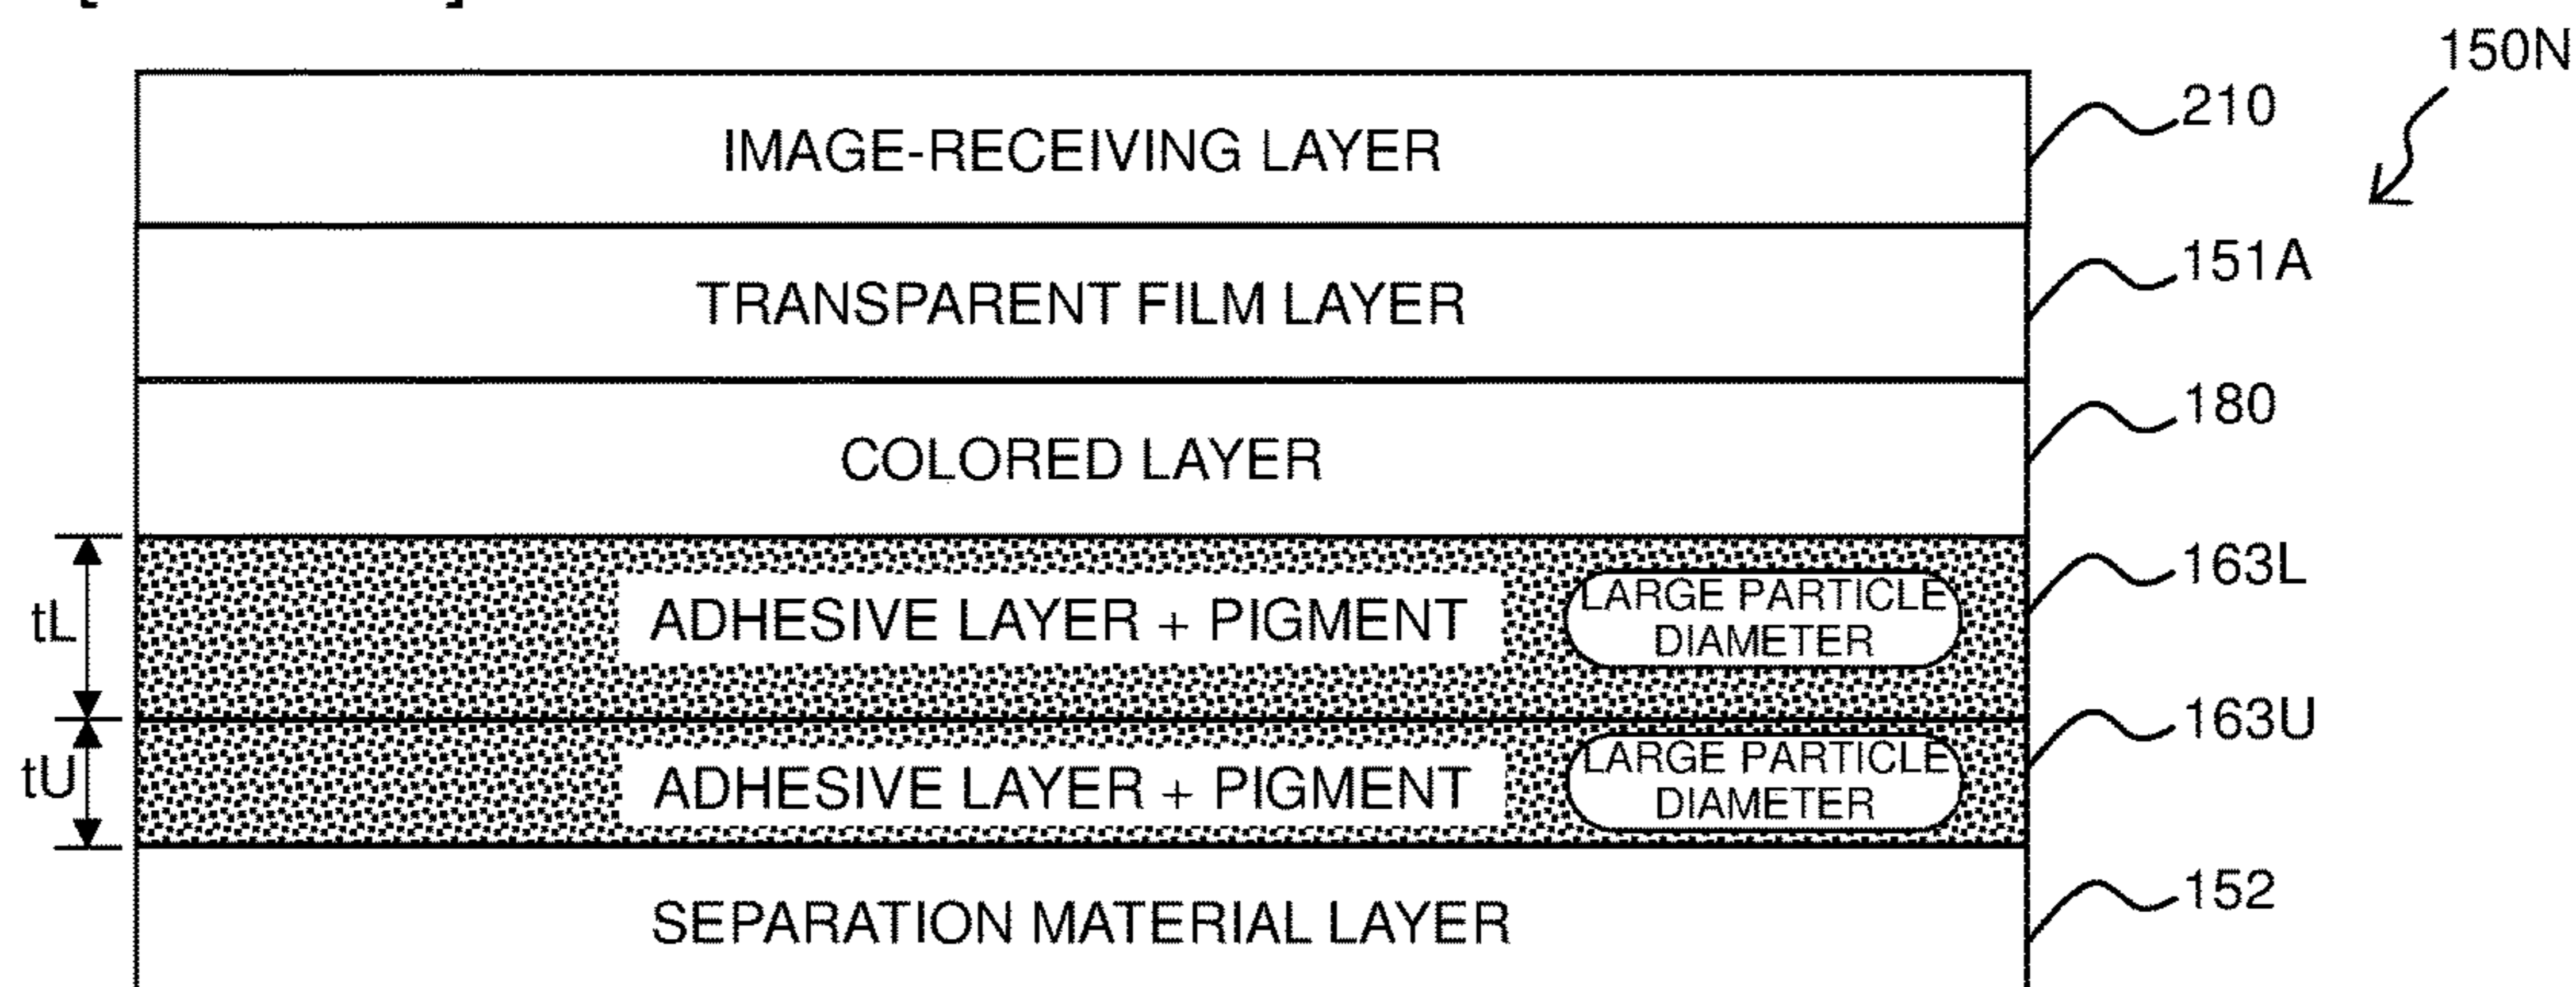 150N
IMAGE-RECEIVING LAYER
210
TRANSPARENT FILM LAYER
151A
COLORED LAYER
180
tL
ADHESIVE LAYER + PIGMENT
LARGE PARTICLE
DIAMETER
163L
tU
ADHESIVE LAYER + PIGMENT
LARGE PARTICLE
DIAMETER
163U
SEPARATION MATERIAL LAYER
152